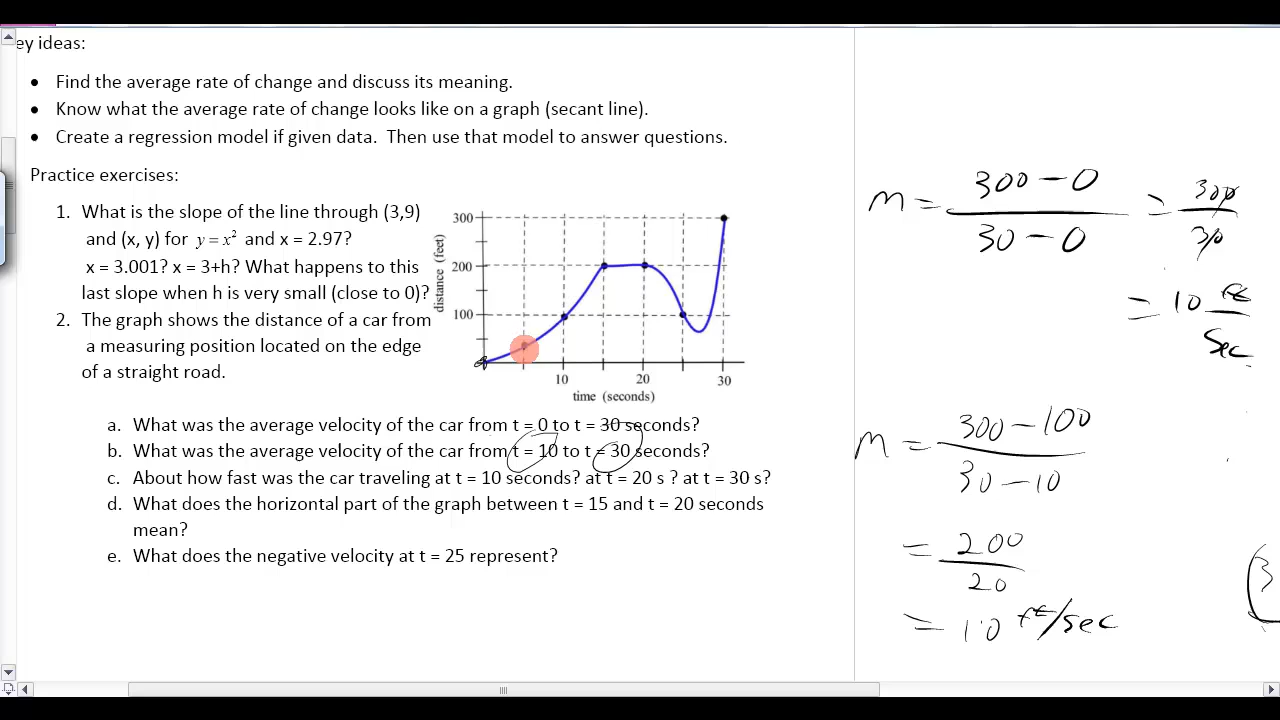 ey ideas:
• Find the average rate of change and discuss its meaning.
• Know what the average rate of change looks like on a graph (secant line).
• Create a regression model if given data. Then use that model to answer questions.
Practice exercises:
1. What is the slope of the line through (3,9)
and (x, y) for y = x² and x = 2.97?
x = 3.001? x = 3+h? What happens to this
last slope when h is very small (close to 0)?
2. The graph shows the distance of a car from
a measuring position located on the edge
of a straight road.
300
200
100
distance (feet)
10 20 30
time (seconds)
a. What was the average velocity of the car from t = 0 to t = 30 seconds?
b. What was the average velocity of the car from t = 10 to t = 30 seconds?
c. About how fast was the car traveling at t = 10 seconds? at t = 20 s ? at t = 30 s?
d. What does the horizontal part of the graph between t = 15 and t = 20 seconds
mean?
e. What does the negative velocity at t = 25 represent?
300 – 0
m = ——— = 300/30
30 – 0
= 10 ft/sec
300 – 100
m = ———
30 – 10
= 200/20
= 10 ft/sec
(3